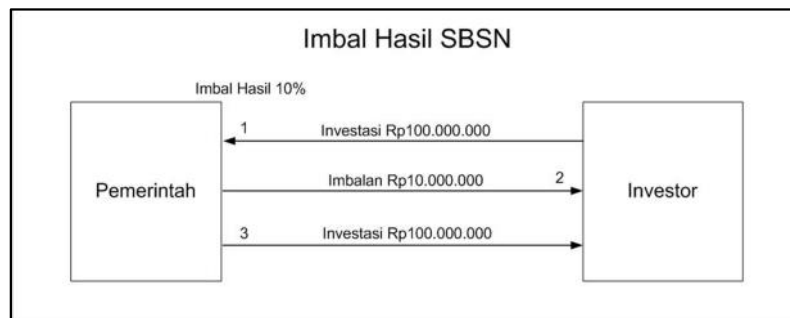 Imbal Hasil SBSN
Imbal Hasil 10%
1
Investasi Rp100.000.000
Pemerintah
Imbalan Rp10.000.000
2
Investor
3
Investasi Rp100.000.000